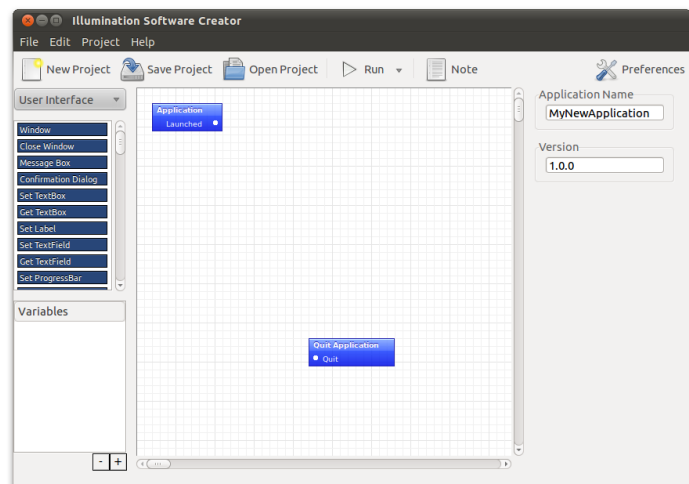 Illumination Software Creator
File Edit Project Help
New Project Save Project Open Project Run Note Preferences
User Interface
Window
Close Window
Message Box
Confirmation Dialog
Set TextBox
Get TextBox
Set Label
Set TextField
Get TextField
Set ProgressBar
Variables
- +
Application
Launched
Quit Application
Quit
Application Name
MyNewApplication
Version
1.0.0